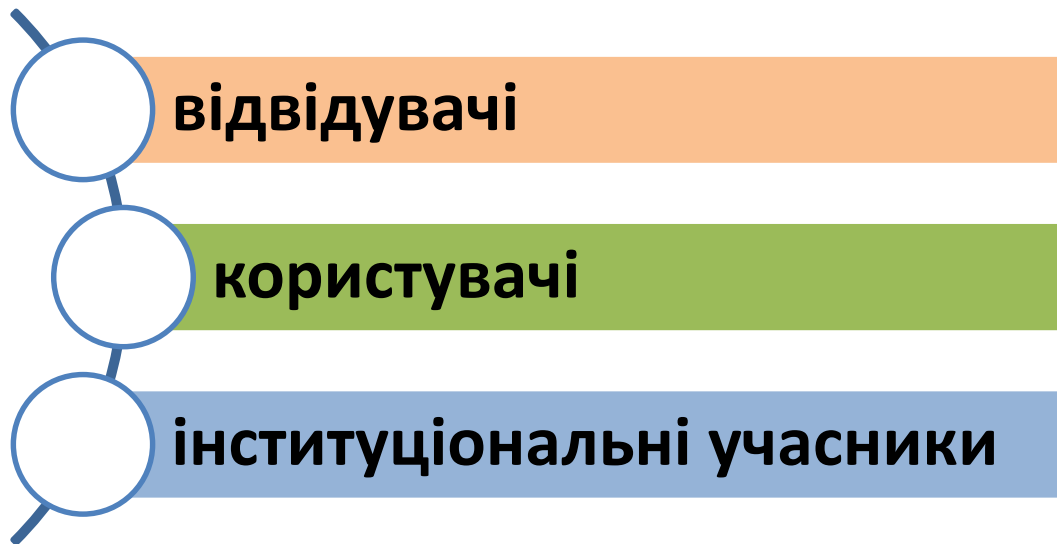 відвідувачі
користувачі
інституціональні учасники